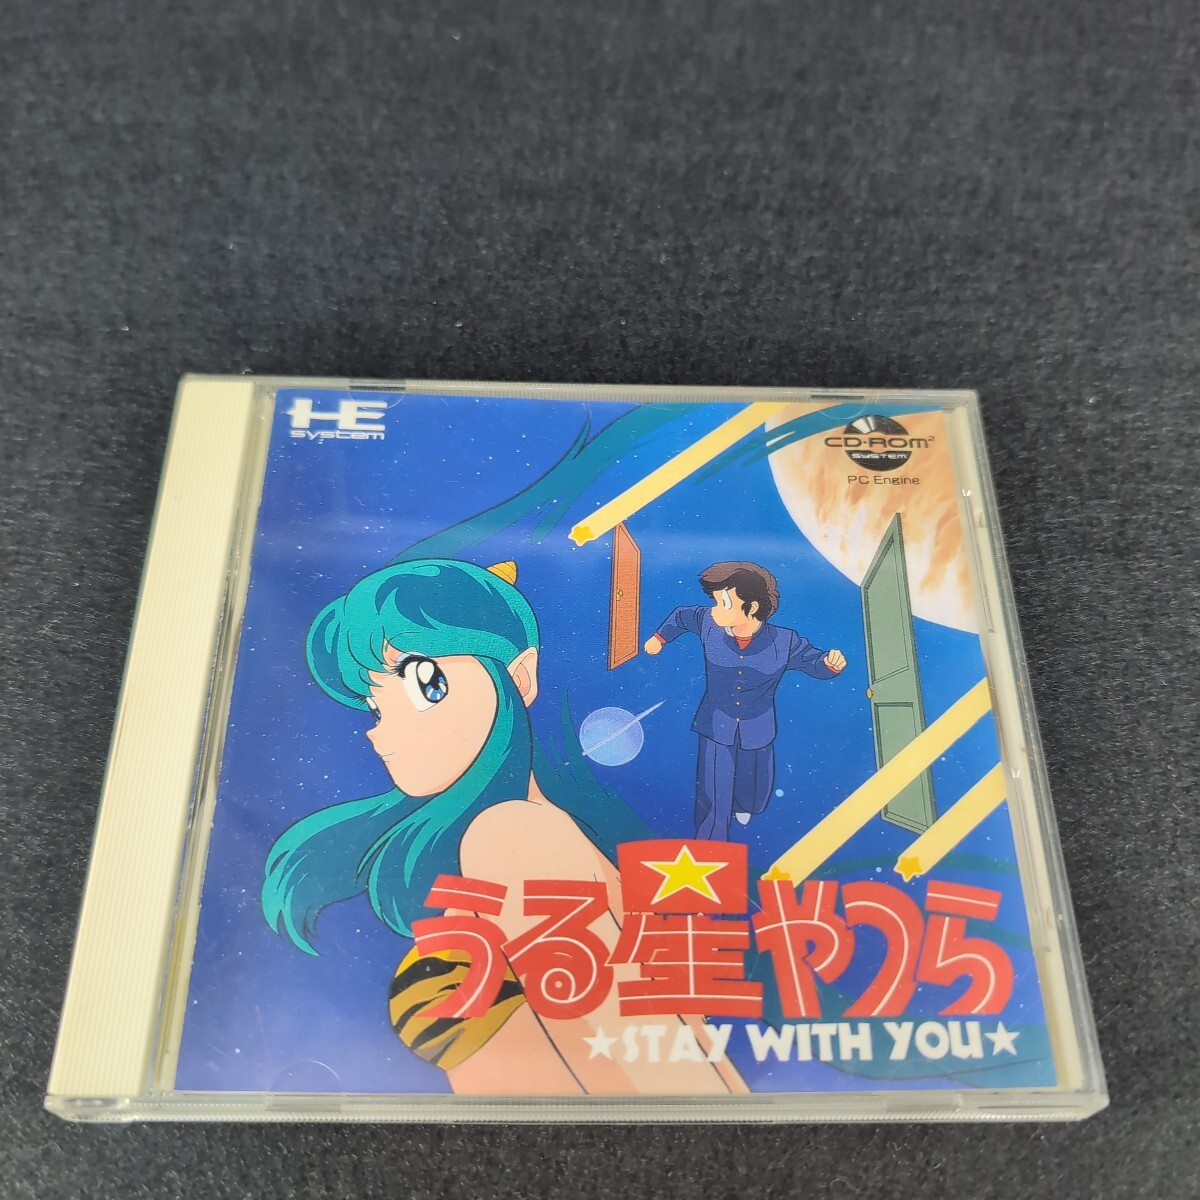 HE
system
CD-ROM²
SYSTEM
PC Engine
うる星やつら
★STAY WITH YOU★